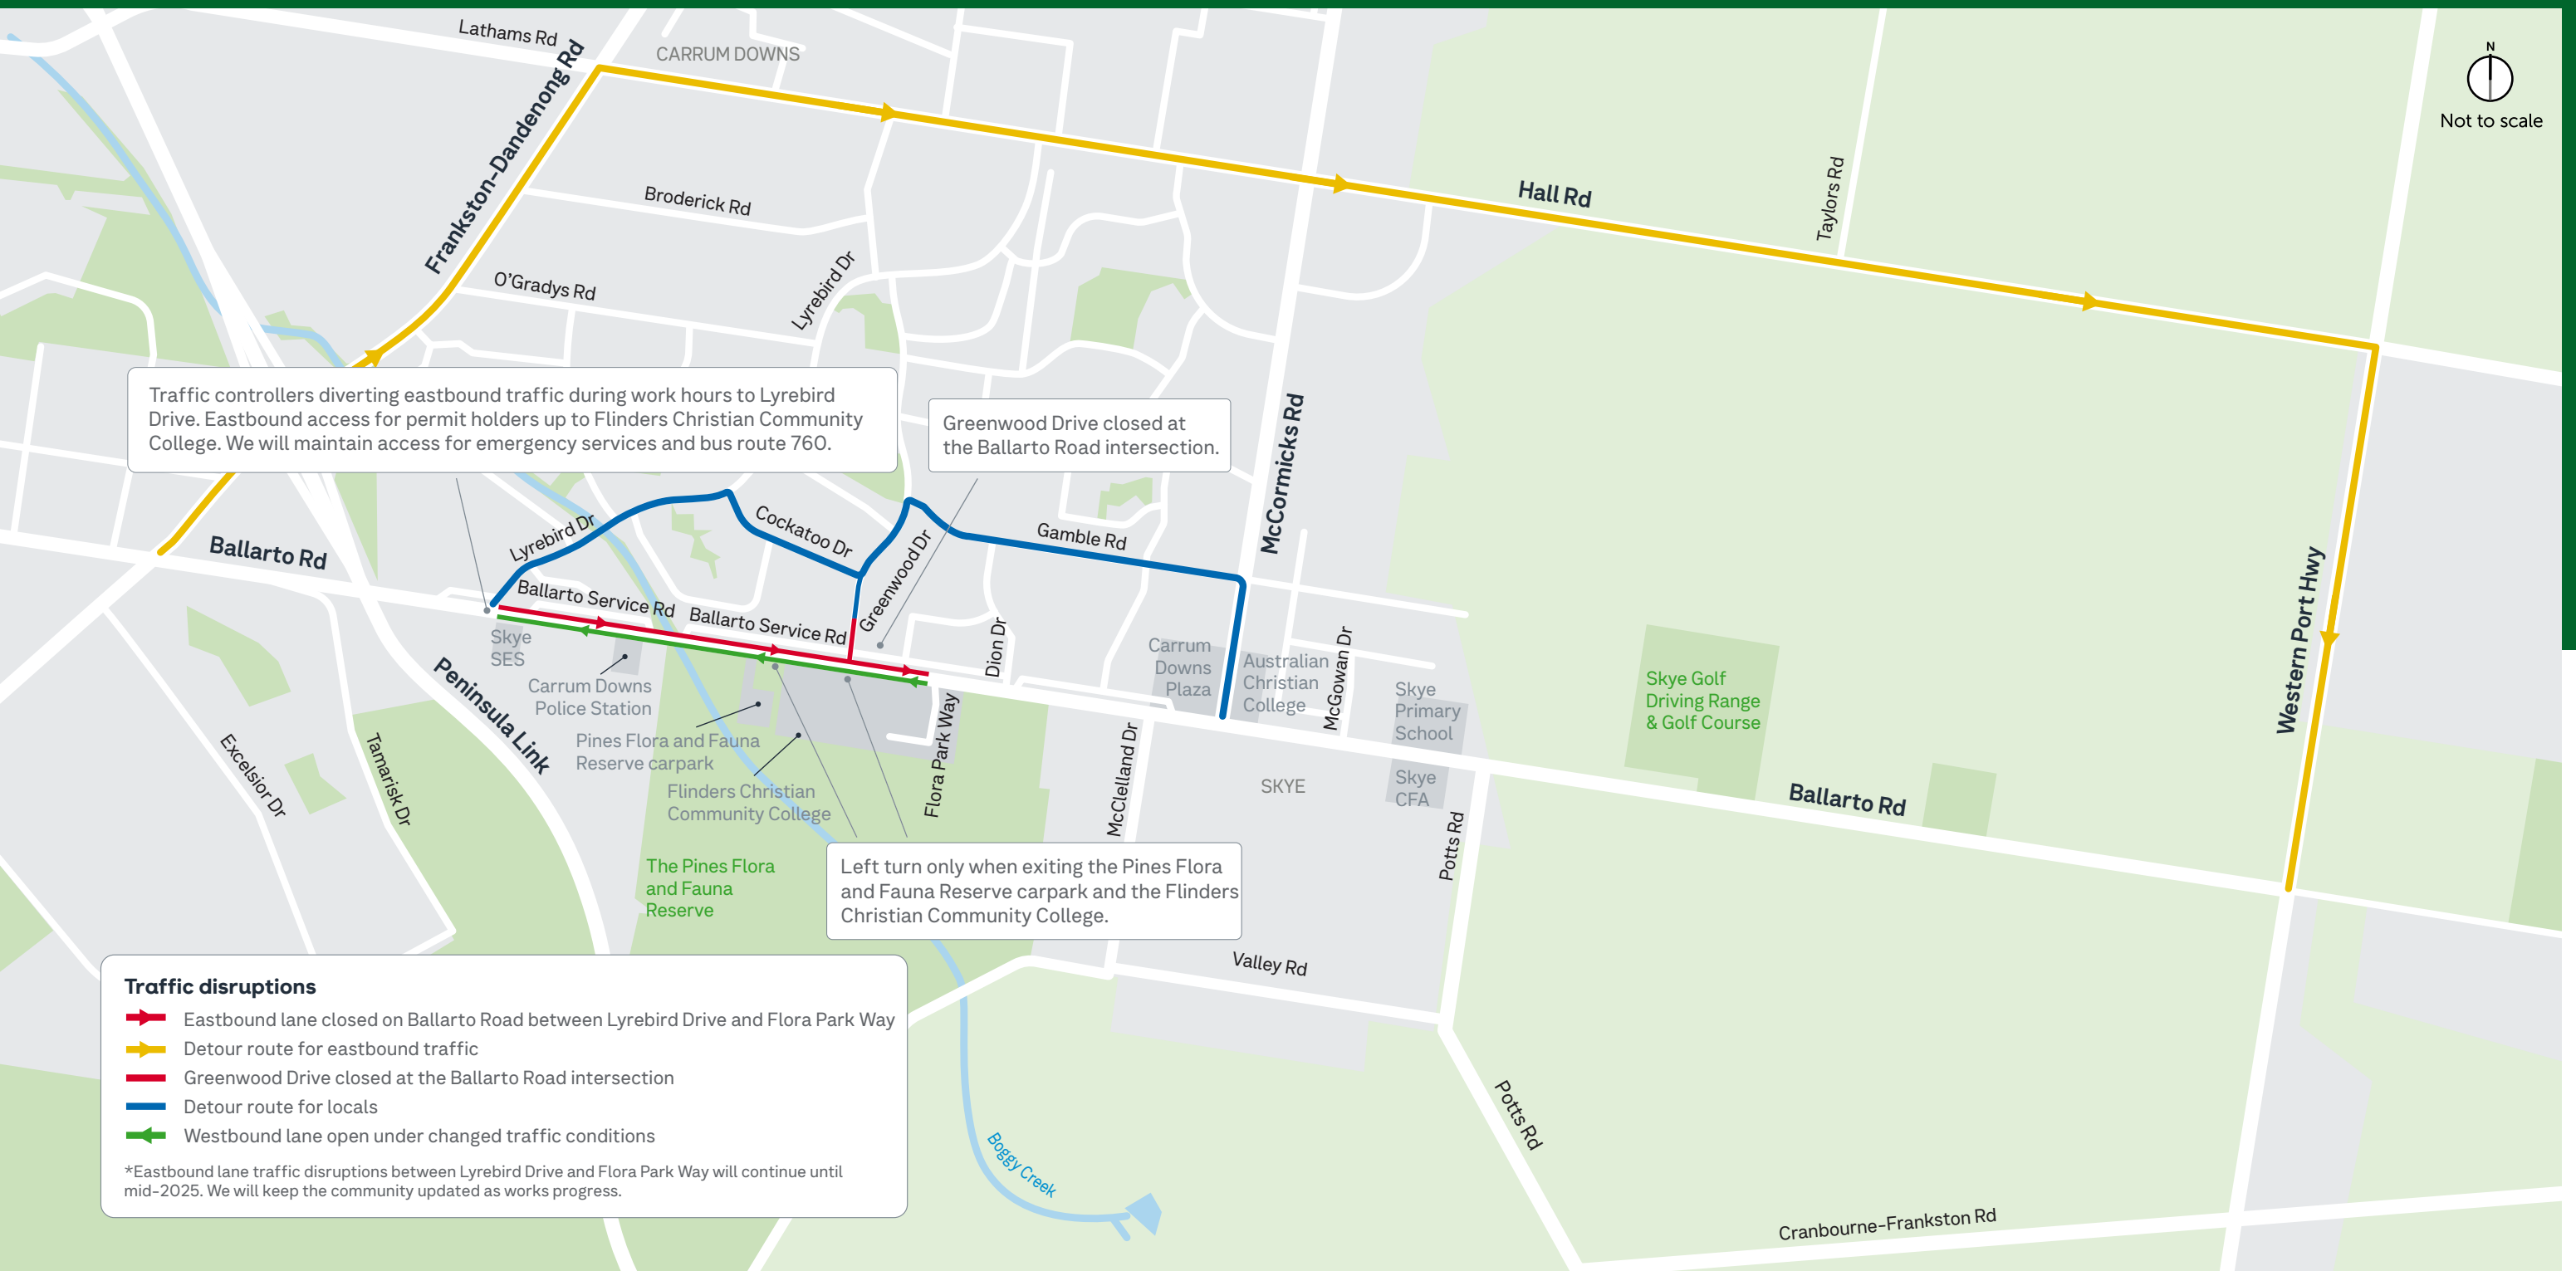 Lathams Rd
CARRUM DOWNS
N
Not to scale
Frankston-Dandenong Rd
Broderick Rd
Hall Rd
Taylors Rd
O'Gradys Rd
Lyrebird Dr
Traffic controllers diverting eastbound traffic during work hours to Lyrebird
Drive. Eastbound access for permit holders up to Flinders Christian Community
College. We will maintain access for emergency services and bus route 760.
Greenwood Drive closed at
the Ballarto Road intersection.
McCormicks Rd
Ballarto Rd
Lyrebird Dr
Cockatoo Dr
Greenwood Dr
Gamble Rd
Western Port Hwy
Ballarto Service Rd
Ballarto Service Rd
Skye
SES
Carrum Downs
Police Station
Peninsula Link
Pines Flora and Fauna
Reserve carpark
Flinders Christian
Community College
Flora Park Way
Dion Dr
Carrum
Downs
Plaza
Australian
Christian
College
McGowan Dr
Skye
Primary
School
Skye
CFA
Skye Golf
Driving Range
& Golf Course
Excelsior Dr
Tamarisk Dr
McClelland Dr
SKYE
Potts Rd
Ballarto Rd
The Pines Flora
and Fauna
Reserve
Left turn only when exiting the Pines Flora
and Fauna Reserve carpark and the Flinders
Christian Community College.
Valley Rd
Potts Rd
Boggy Creek
Cranbourne-Frankston Rd
Traffic disruptions
Eastbound lane closed on Ballarto Road between Lyrebird Drive and Flora Park Way
Detour route for eastbound traffic
Greenwood Drive closed at the Ballarto Road intersection
Detour route for locals
Westbound lane open under changed traffic conditions
*Eastbound lane traffic disruptions between Lyrebird Drive and Flora Park Way will continue until
mid-2025. We will keep the community updated as works progress.